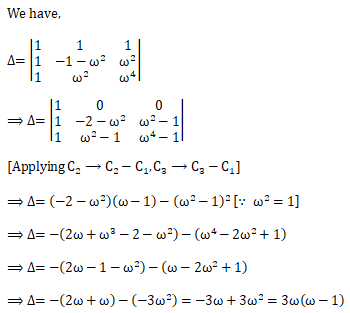 We have,
Δ= |1 1 1|
|1 −1 − ω² ω²|
|1 ω² ω⁴|
⟹ Δ= |1 0 0|
|1 −2 − ω² ω² − 1|
|1 ω² − 1 ω⁴ − 1|
[Applying C₂ ⟶ C₂ − C₁, C₃ ⟶ C₃ − C₁]
⟹ Δ= (−2 − ω²)(ω − 1) − (ω² − 1)² [∵ ω² = 1]
⟹ Δ= −(2ω + ω³ − 2 − ω²) − (ω⁴ − 2ω² + 1)
⟹ Δ= −(2ω − 1 − ω²) − (ω − 2ω² + 1)
⟹ Δ= −(2ω + ω) − (−3ω²) = −3ω + 3ω² = 3ω(ω − 1)